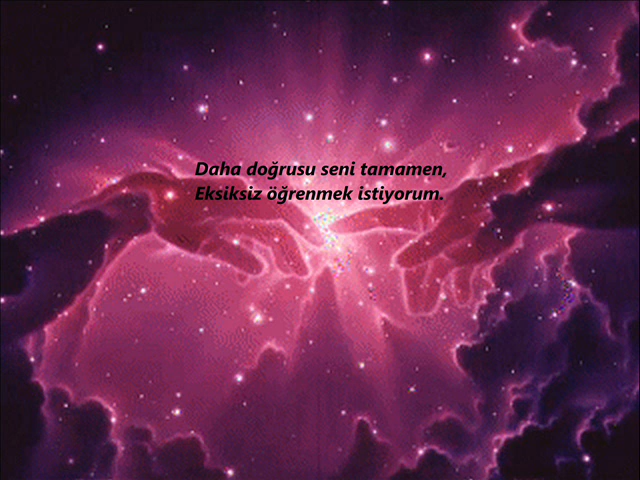 Daha doğrusu seni tamamen,
Eksiksiz öğrenmek istiyorum.